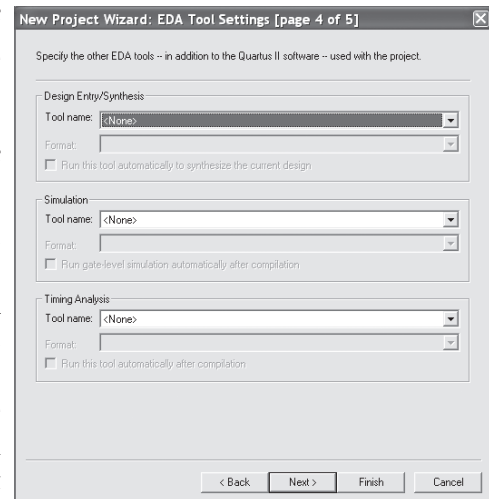 New Project Wizard: EDA Tool Settings [page 4 of 5]
Specify the other EDA tools -- in addition to the Quartus II software -- used with the project.
Design Entry/Synthesis
Tool name: <None>
Format:
Run this tool automatically to synthesize the current design
Simulation
Tool name: <None>
Format:
Run gate-level simulation automatically after compilation
Timing Analysis
Tool name: <None>
Format:
Run this tool automatically after compilation
< Back Next > Finish Cancel